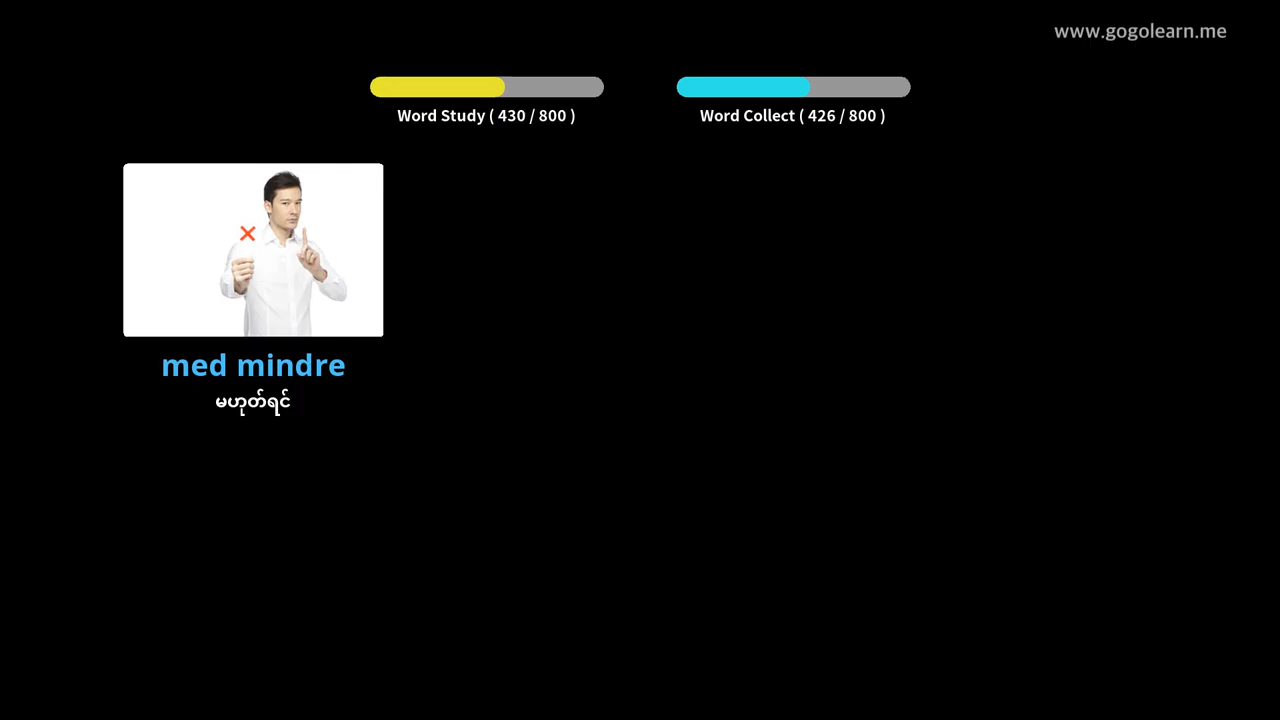 www.gogolearn.me
Word Study ( 430 / 800 )
Word Collect ( 426 / 800 )
med mindre
မဟုတ်ရင်